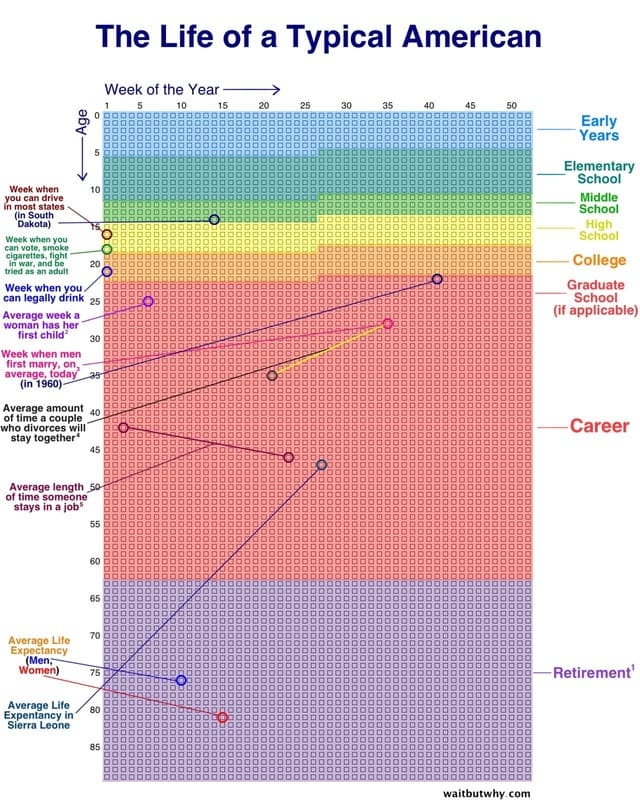 The Life of a Typical American
Week of the Year
1 5 10 15 20 25 30 35 40 45 50
Age
0
5
10
15
20
25
30
35
40
45
50
55
60
65
70
75
80
85
Week when
you can drive
in most states
(in South
Dakota)
Week when you
can vote, smoke
cigarettes, fight
in war, and be
tried as an adult
Week when you
can legally drink
Average week a
woman has her
first child²
Week when men
first marry, on
average, today³
(in 1960)
Average amount
of time a couple
who divorces will
stay together⁴
Average length
of time someone
stays in a job⁵
Average Life
Expectancy
(Men,
Women)
Average Life
Expentancy in
Sierra Leone
Early
Years
Elementary
School
Middle
School
High
School
College
Graduate
School
(if applicable)
Career
Retirement¹
waitbutwhy.com